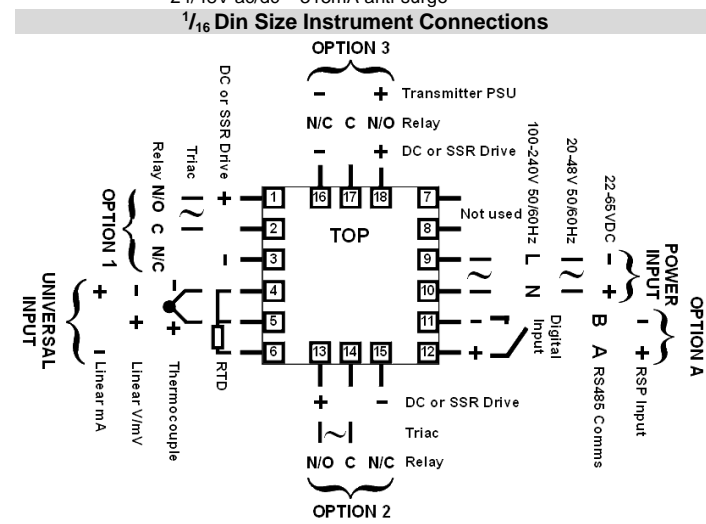 24/48V ac/dc – 315mA anti-surge
1/16 Din Size Instrument Connections
OPTION 3
– + Transmitter PSU
N/C C N/O Relay
– + DC or SSR Drive
16 17 18
DC or SSR Drive
Triac
Relay N/O C N/C
OPTION 1
+
~
–
1
2
3
4
5
6
TOP
7
8
9
10
11
12
Not used
~
100-240V 50/60Hz
L
N
20-48V 50/60Hz
~
22-65VDC
– +
POWER INPUT
– +
Digital Input
B A RS485 Comms
– + RSP Input
OPTION A
UNIVERSAL INPUT
+ – Linear mA
– + Linear V/mV
– + Thermocouple
RTD
13 14 15
+ – DC or SSR Drive
~ Triac
N/O C N/C Relay
OPTION 2